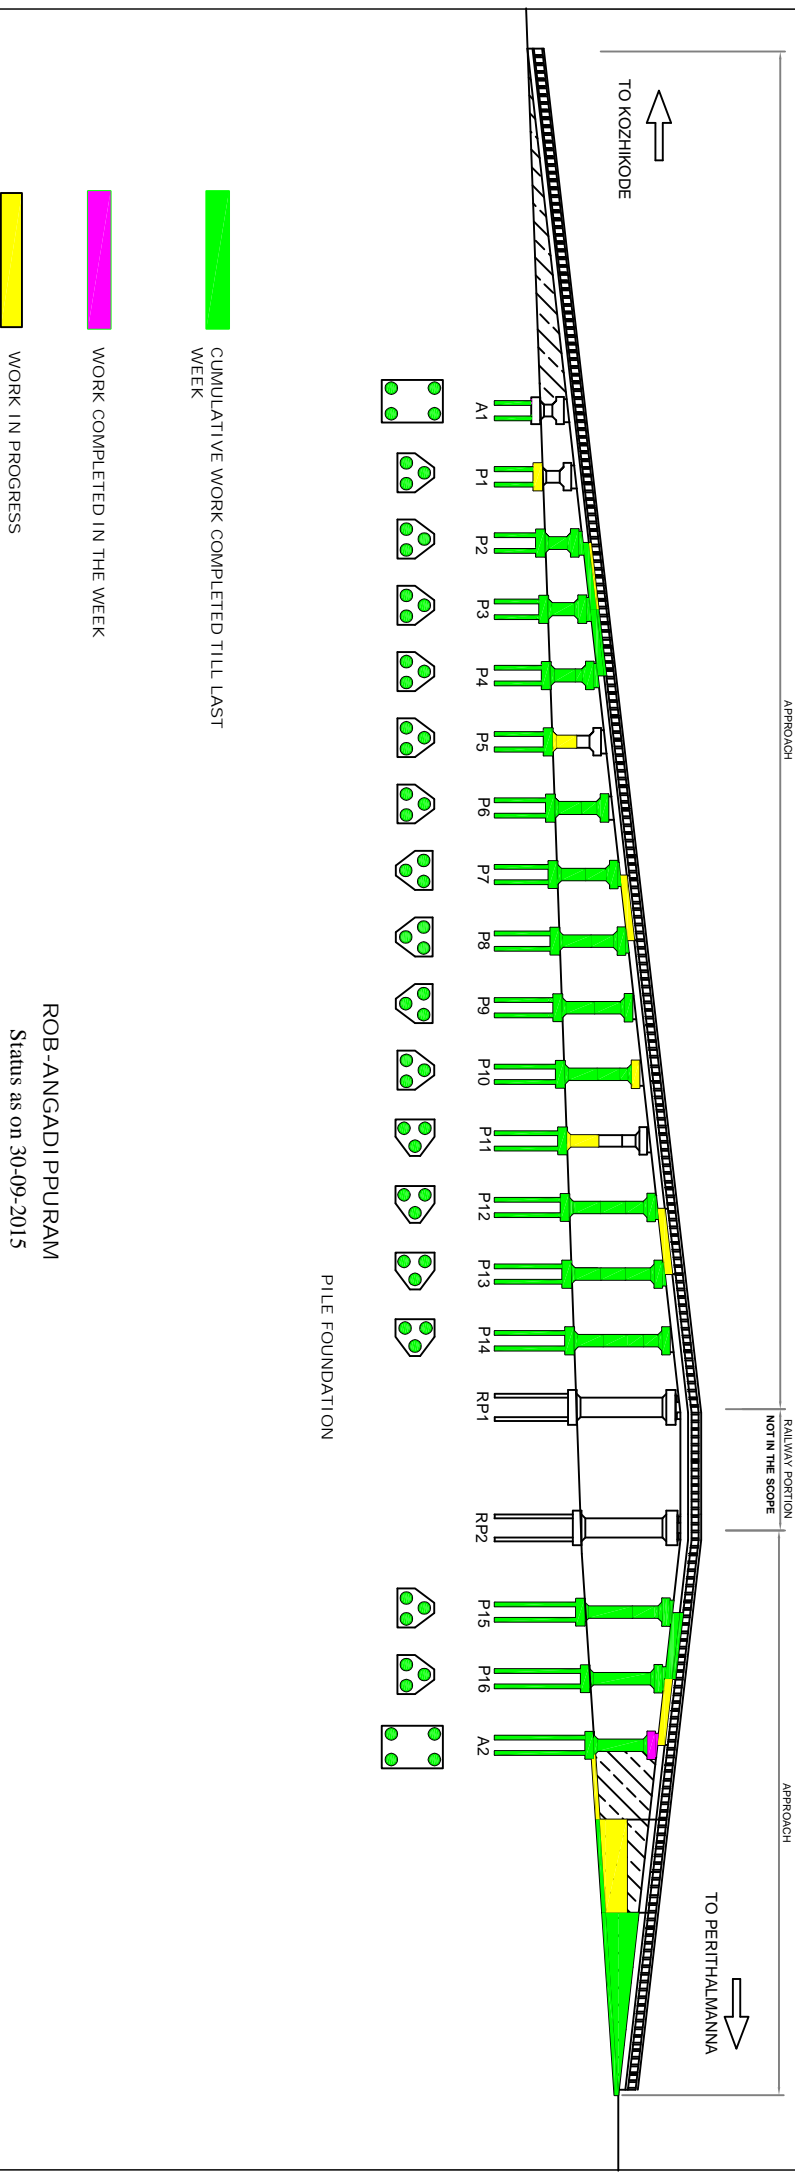 APPROACH
RAILWAY PORTION
NOT IN THE SCOPE
APPROACH
TO KOZHIKODE
TO PERITHALMANNA
A1
P1
P2
P3
P4
P5
P6
P7
P8
P9
P10
P11
P12
P13
P14
RP1
RP2
P15
P16
A2
PILE FOUNDATION
CUMULATIVE WORK COMPLETED TILL LAST
WEEK
WORK COMPLETED IN THE WEEK
WORK IN PROGRESS
ROB-ANGADIPPURAM
Status as on 30-09-2015